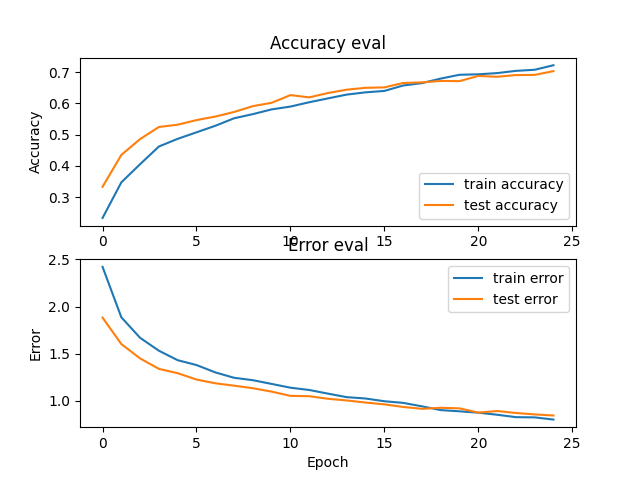 Accuracy eval
0.7
0.6
0.5
0.4
0.3
Accuracy
train accuracy
test accuracy
0 5 10 15 20 25
Error eval
2.5
2.0
1.5
1.0
Error
train error
test error
0 5 10 15 20 25
Epoch